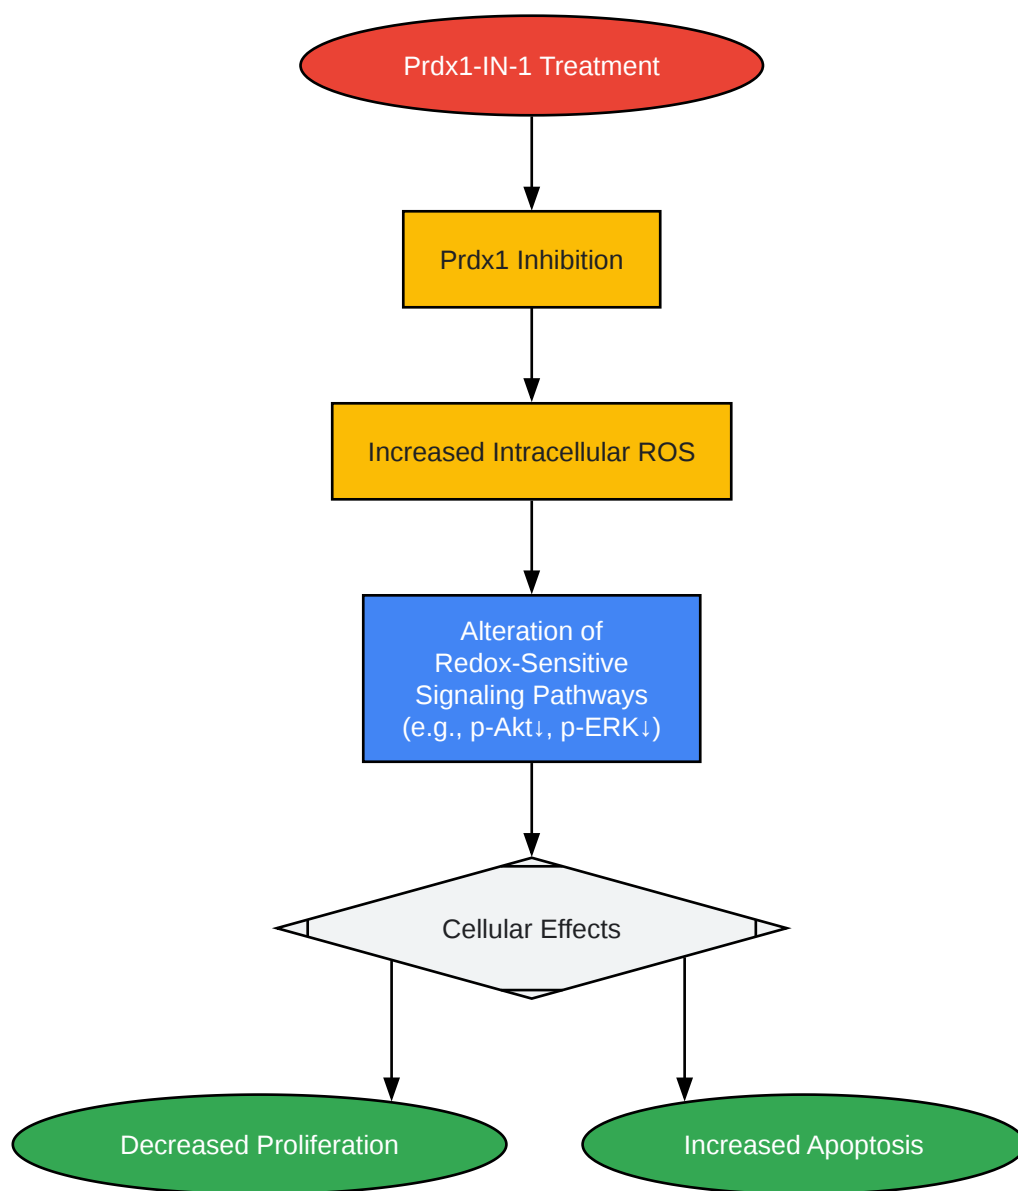 Prdx1-IN-1 Treatment
Prdx1 Inhibition
Increased Intracellular ROS
Alteration of
Redox-Sensitive
Signaling Pathways
(e.g., p-Akt↓, p-ERK↓)
Cellular Effects
Decreased Proliferation
Increased Apoptosis